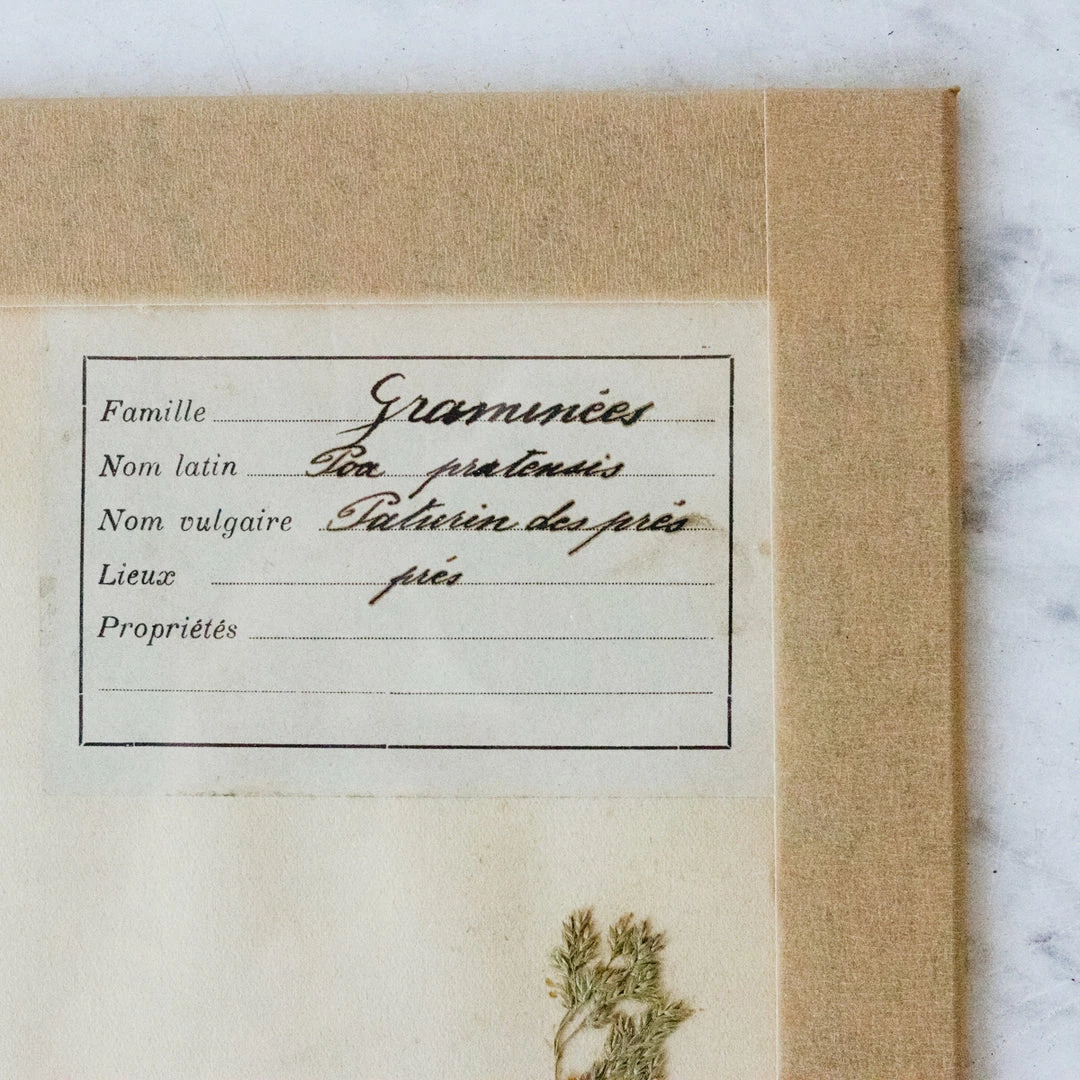 Famille Graminées
Nom latin Poa pratensis
Nom vulgaire Paturin des prés
Lieux prés
Propriétés